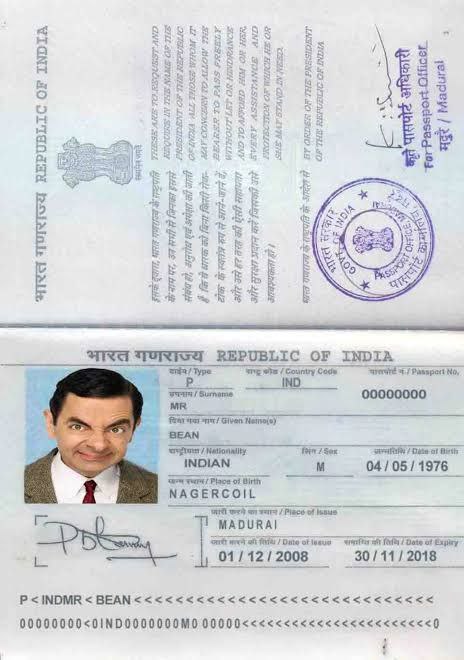 भारत गणराज्य REPUBLIC OF INDIA
सत्यमेव जयते
THESE ARE TO REQUEST AND
REQUIRE IN THE NAME OF THE
PRESIDENT OF THE REPUBLIC
OF INDIA ALL THOSE WHOM IT
MAY CONCERN TO ALLOW THE
BEARER TO PASS FREELY
WITHOUT LET OR HINDRANCE
AND TO AFFORD HIM OR HER,
EVERY ASSISTANCE AND
PROTECTION OF WHICH HE OR
SHE MAY STAND IN NEED.
BY ORDER OF THE PRESIDENT
OF THE REPUBLIC OF INDIA
इसके द्वारा, भारत गणराज्य के राष्ट्रपति
के नाम पर, उन सभी से जिनका इससे
संबंध हो, अनुरोध एवं अपेक्षा की जाती
है कि वे धारक को बिना किसी रोक-
टोक के स्वतंत्र रूप से आने-जाने दें,
और उसे हर तरह की ऐसी सहायता
और सुरक्षा प्रदान करें जिसकी उसे
आवश्यकता हो।
भारत गणराज्य के राष्ट्रपति के आदेश से
कृते पासपोर्ट अधिकारी
For Passport Officer
मदुरै / Madurai
भारत सरकार
GOVT. OF INDIA
PASSPORT OFFICE
पासपोर्ट कार्यालय
भारत गणराज्य REPUBLIC OF INDIA
टाईप / Type
राष्ट्र कोड / Country Code
पासपोर्ट नं. / Passport No.
P
IND
00000000
उपनाम / Surname
MR
दिया गया नाम / Given Name(s)
BEAN
राष्ट्रीयता / Nationality
लिंग / Sex
जन्मतिथि / Date of Birth
INDIAN
M
04 / 05 / 1976
जन्म स्थान / Place of Birth
NAGERCOIL
जारी करने का स्थान / Place of Issue
MADURAI
जारी करने की तिथि / Date of Issue
समाप्ति की तिथि / Date of Expiry
01 / 12 / 2008
30 / 11 / 2018
P < INDMR < BEAN < < < < < < < < < < < < < < < < < < < < < < < < < < < < <
00000000<0IND0000000M0 00000<<<<<<<<<<<<<<<<<<<<<<0